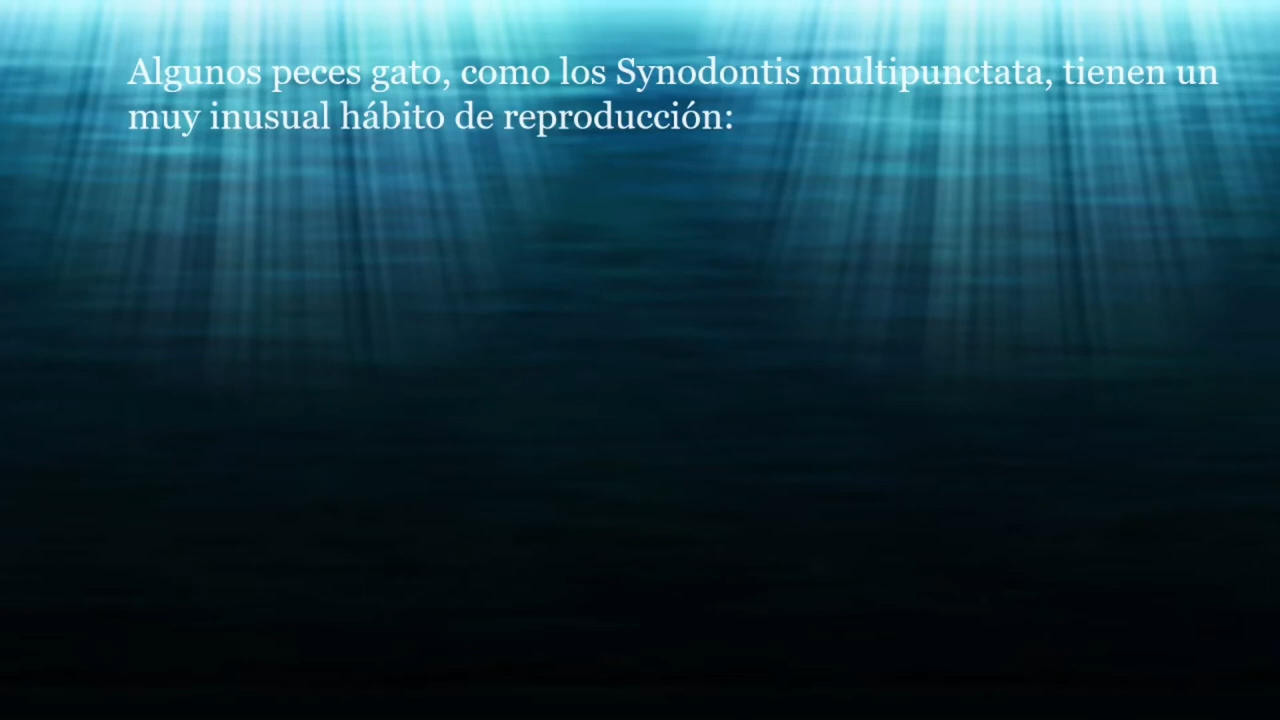 Algunos peces gato, como los Synodontis multipunctata, tienen un
muy inusual hábito de reproducción: